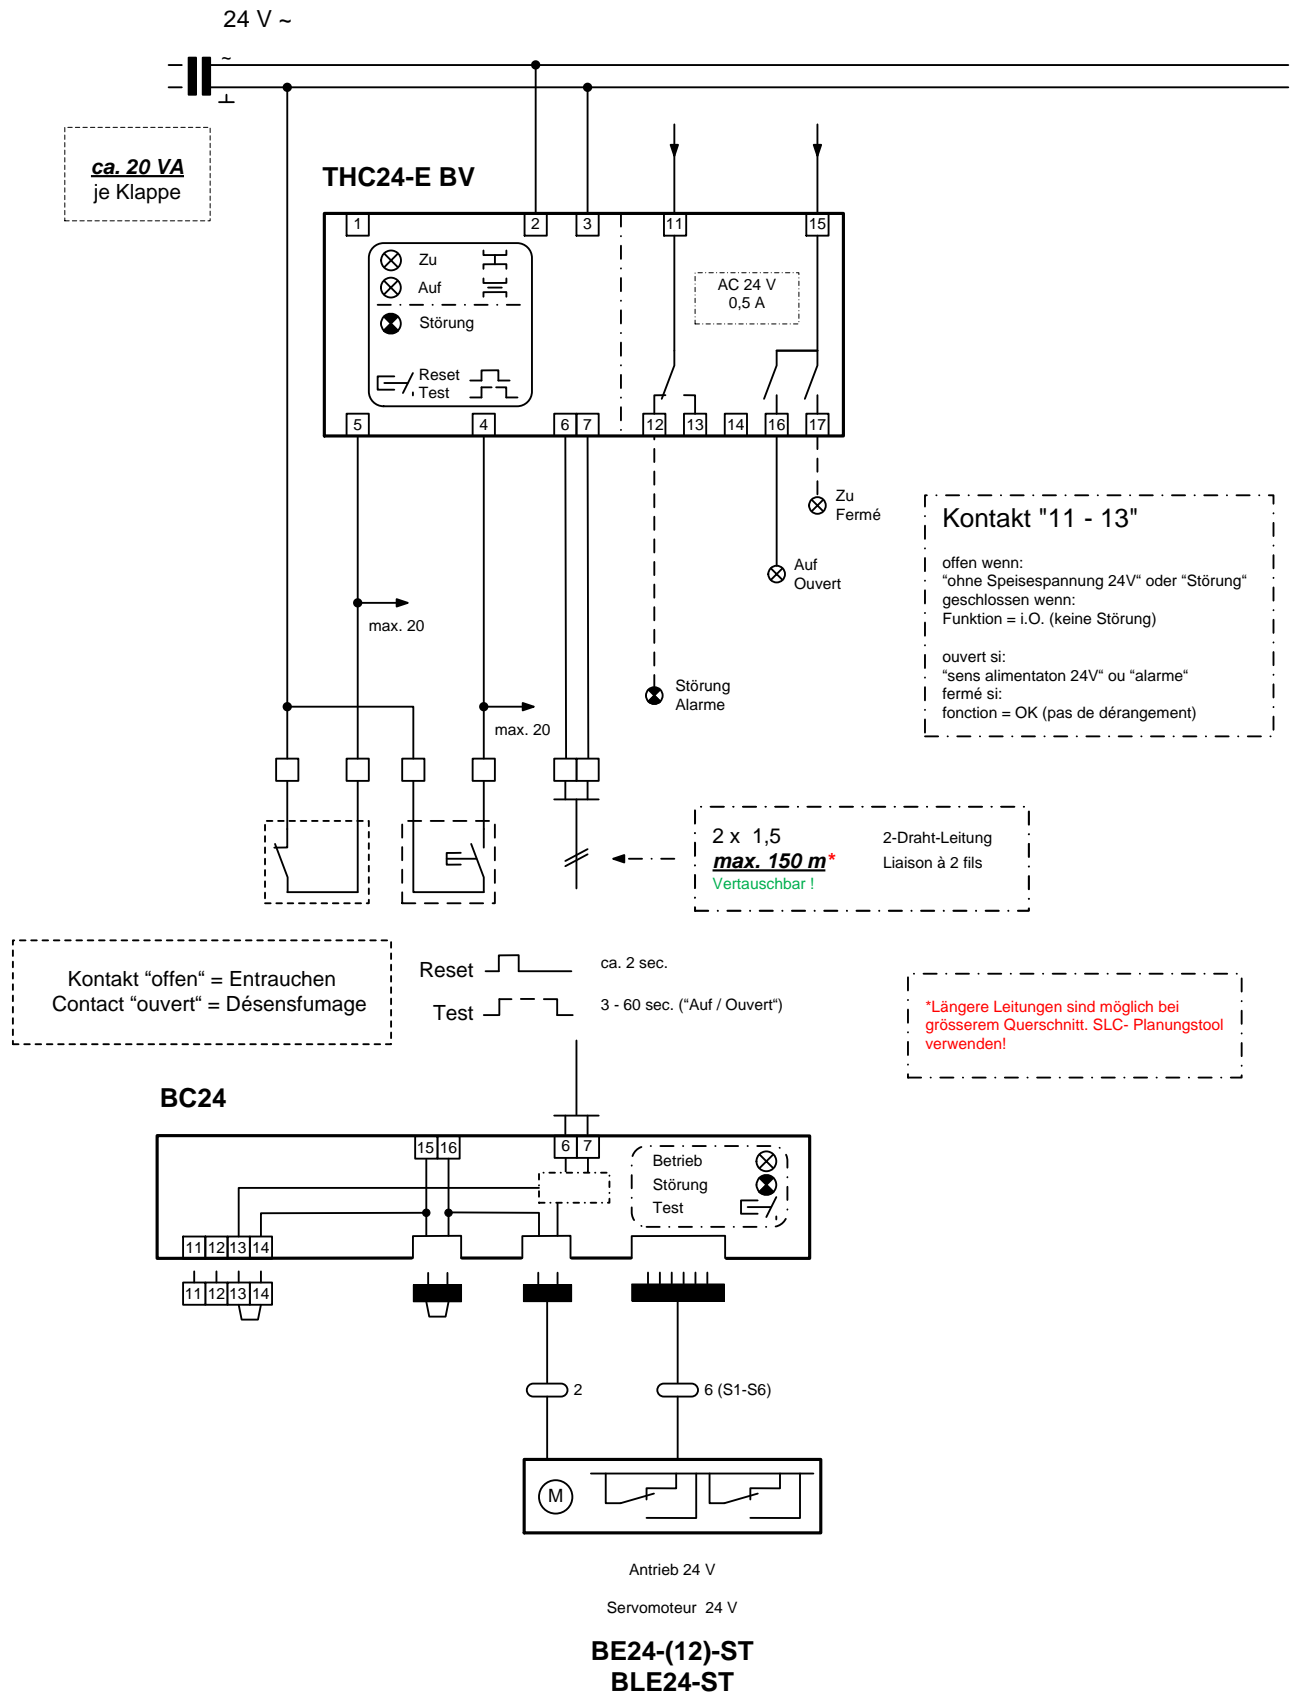 24 V ~
~
ca. 20 VA
je Klappe
THC24-E BV
1
2
3
11
15
Zu
Auf
Störung
Reset
Test
AC 24 V
0,5 A
5
4
6
7
12
13
14
16
17
Zu
Fermé
Auf
Ouvert
Störung
Alarme
max. 20
max. 20
Kontakt "11 - 13"
offen wenn:
“ohne Speisespannung 24V“ oder “Störung“
geschlossen wenn:
Funktion = i.O. (keine Störung)
ouvert si:
“sens alimentaton 24V“ ou “alarme“
fermé si:
fonction = OK (pas de dérangement)
2 x 1,5
2-Draht-Leitung
max. 150 m*
Liaison à 2 fils
Vertauschbar !
Kontakt “offen“ = Entrauchen
Contact “ouvert“ = Désensfumage
Reset
ca. 2 sec.
Test
3 - 60 sec. (“Auf / Ouvert“)
*Längere Leitungen sind möglich bei
grösserem Querschnitt. SLC- Planungstool
verwenden!
BC24
15 16
6 7
Betrieb
Störung
Test
11 12 13 14
11 12 13 14
2
6 (S1-S6)
M
Antrieb 24 V
Servomoteur 24 V
BE24-(12)-ST
BLE24-ST